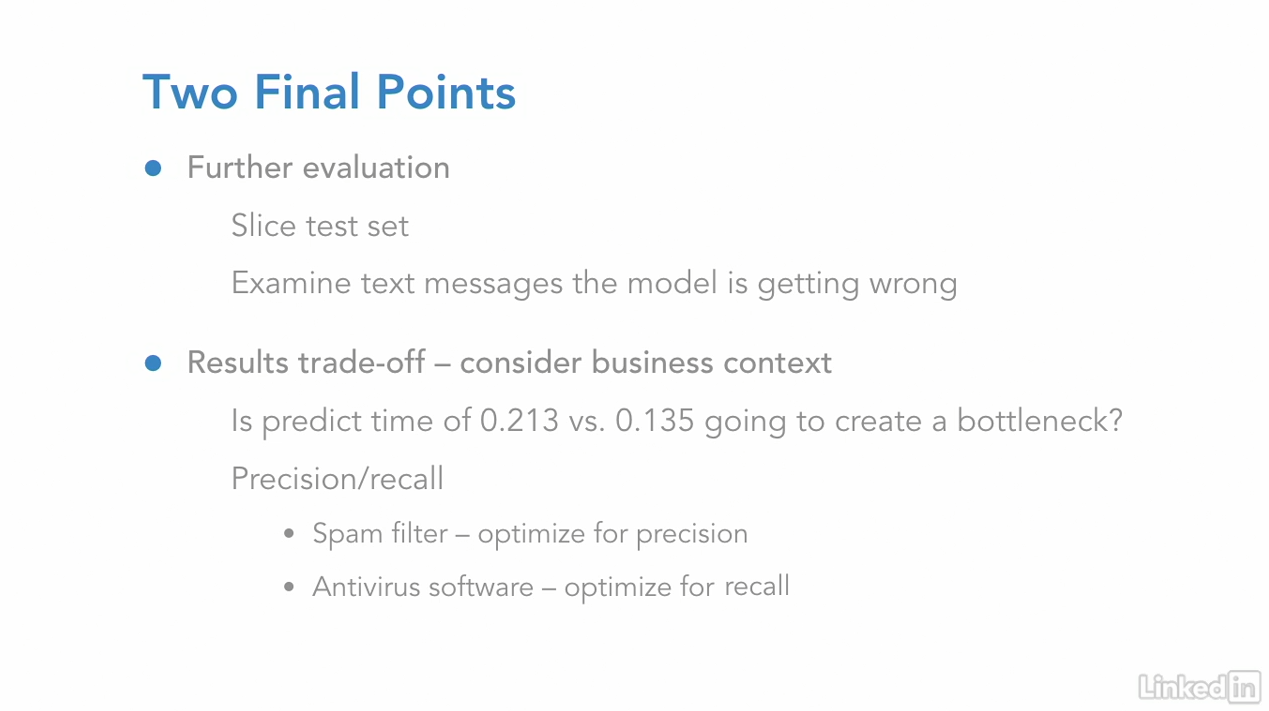 Two Final Points
• Further evaluation
Slice test set
Examine text messages the model is getting wrong
• Results trade-off – consider business context
Is predict time of 0.213 vs. 0.135 going to create a bottleneck?
Precision/recall
• Spam filter – optimize for precision
• Antivirus software – optimize for recall
Linked in